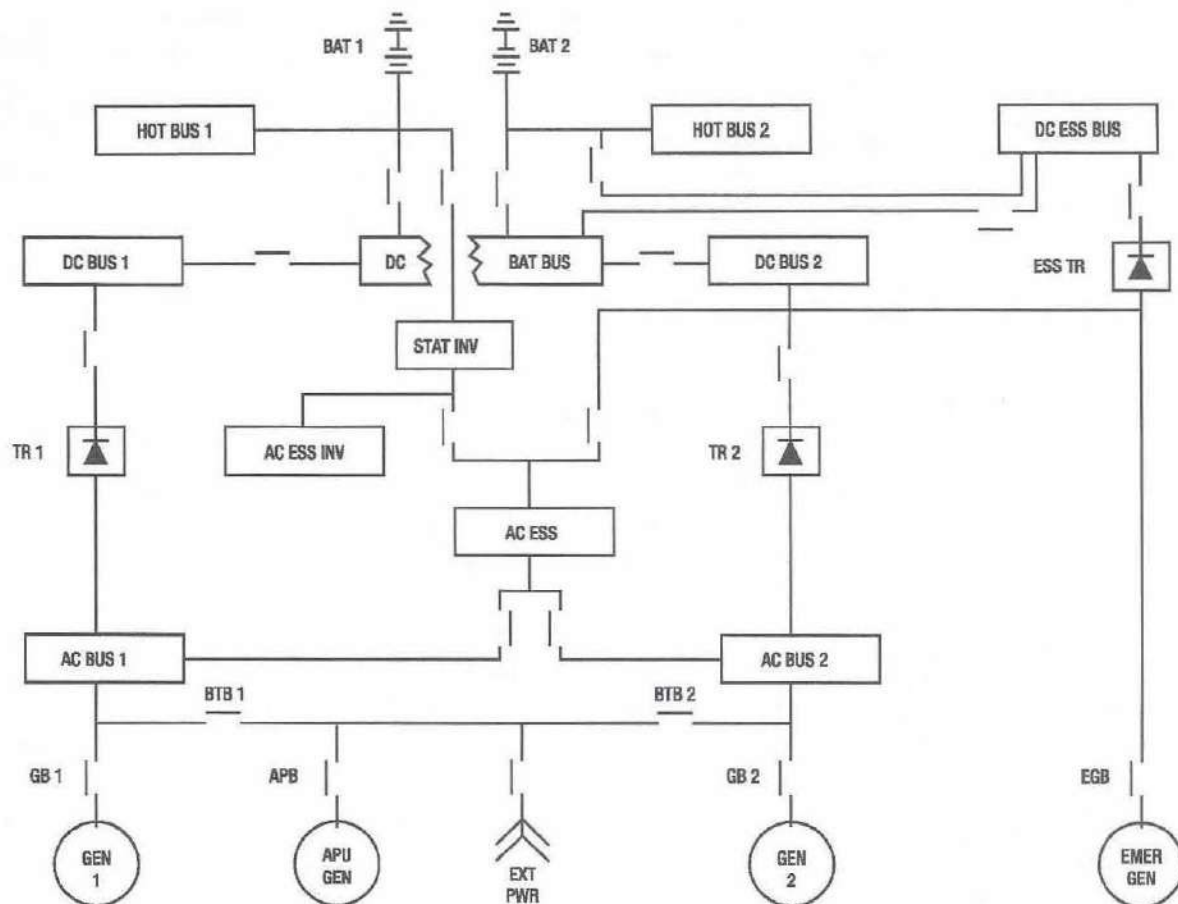 BAT 1
BAT 2
HOT BUS 1
HOT BUS 2
DC ESS BUS
DC BUS 1
DC
BAT BUS
DC BUS 2
ESS TR
STAT INV
TR 1
AC ESS INV
TR 2
AC ESS
AC BUS 1
AC BUS 2
BTB 1
BTB 2
GB 1
APB
GB 2
EGB
GEN
1
APU
GEN
EXT
PWR
GEN
2
EMER
GEN